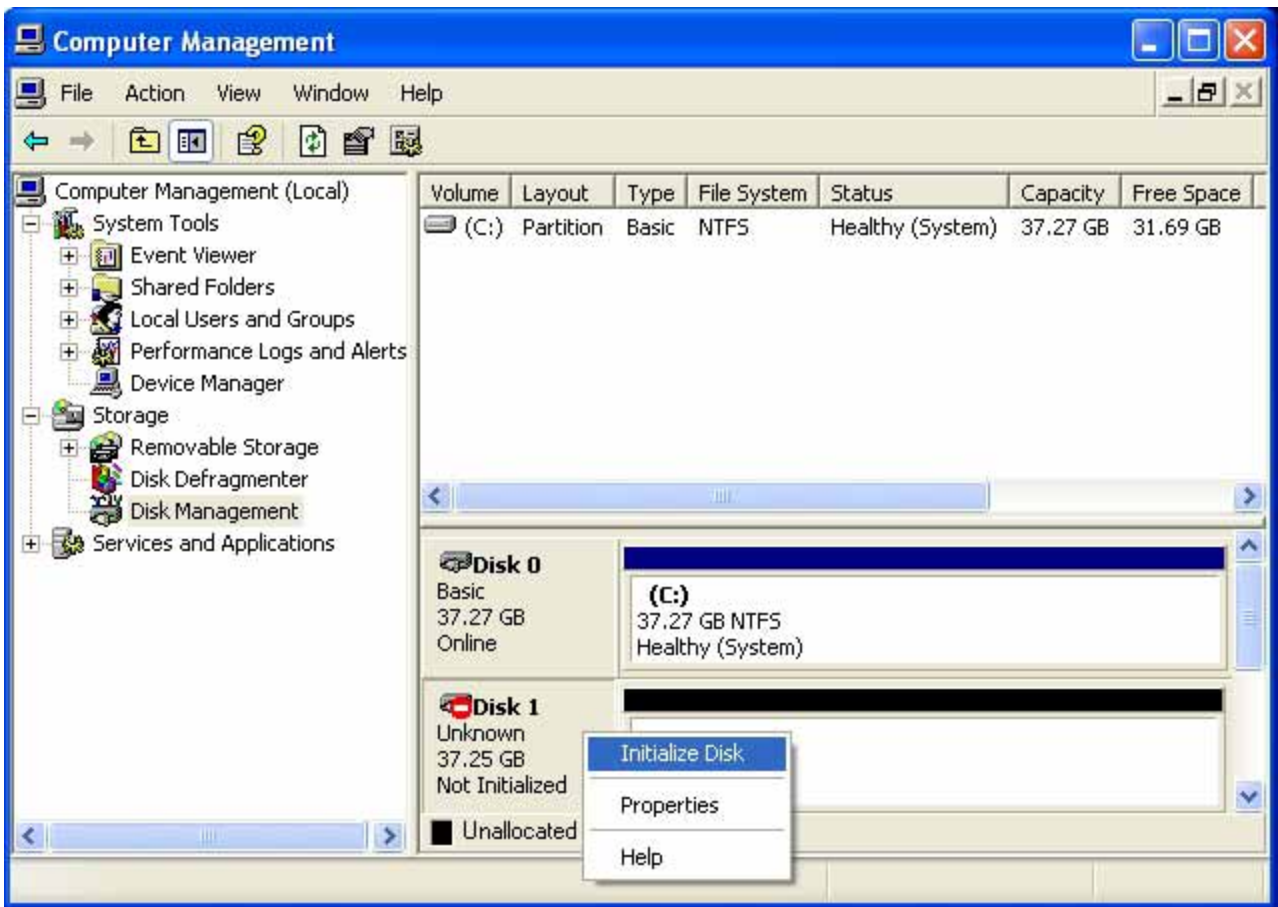 Computer Management
File Action View Window Help
Computer Management (Local)
System Tools
Event Viewer
Shared Folders
Local Users and Groups
Performance Logs and Alerts
Device Manager
Storage
Removable Storage
Disk Defragmenter
Disk Management
Services and Applications
Volume Layout Type File System Status Capacity Free Space
(C:) Partition Basic NTFS Healthy (System) 37.27 GB 31.69 GB
Disk 0
Basic
37.27 GB
Online
(C:)
37.27 GB NTFS
Healthy (System)
Disk 1
Unknown
37.25 GB
Not Initialized
Unallocated
Initialize Disk
Properties
Help